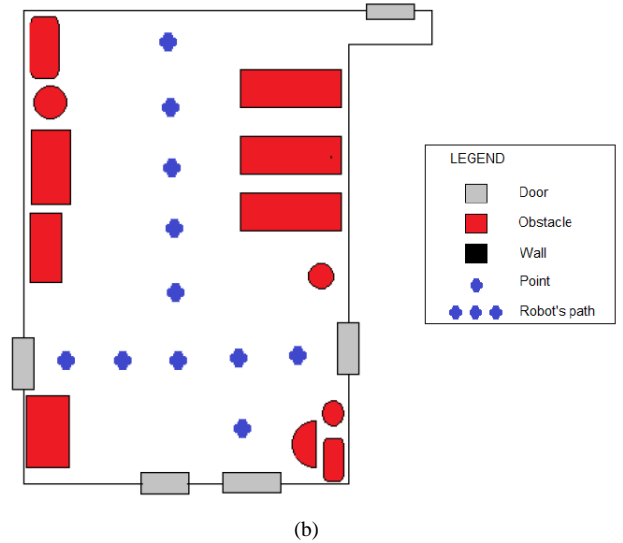 LEGEND
Door
Obstacle
Wall
Point
Robot's path
(b)